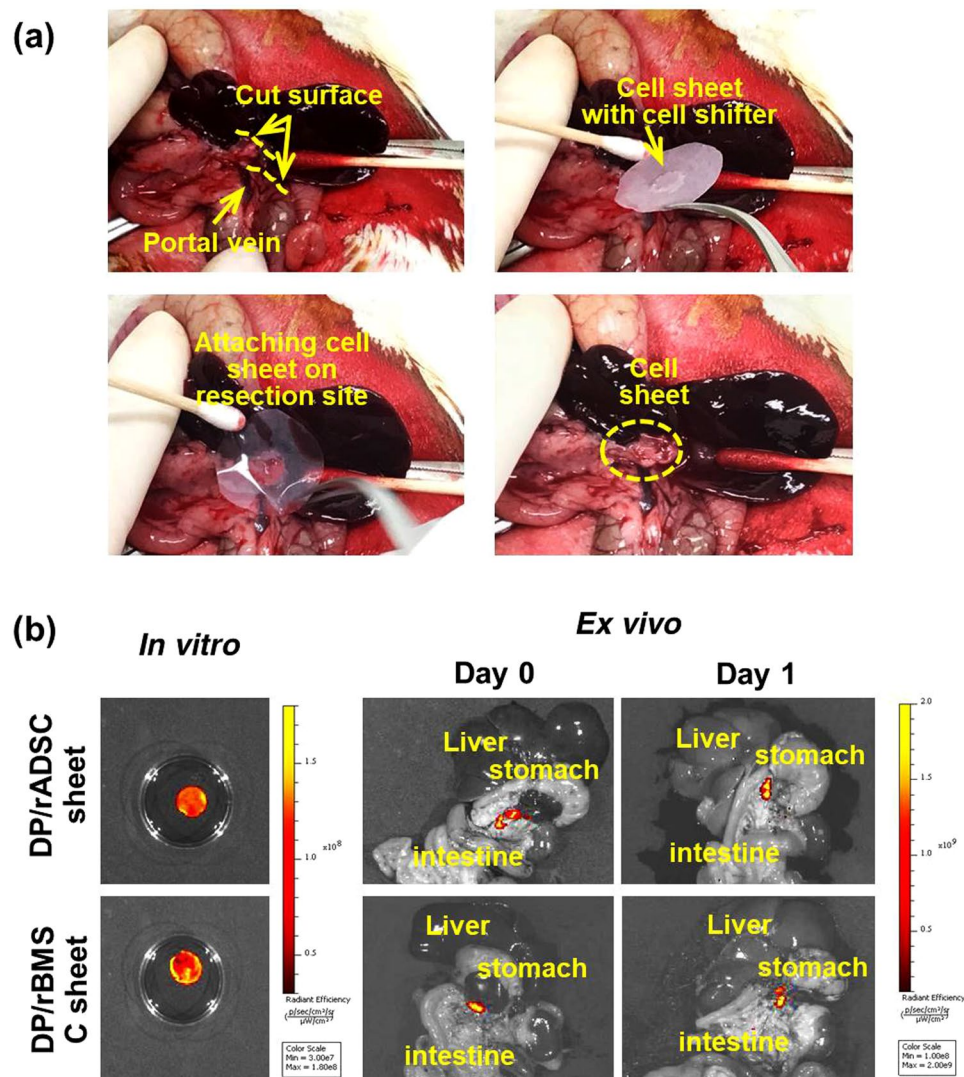 (a)
Cut surface
Portal vein
Cell sheet
with cell shifter
Attaching cell
sheet on
resection site
Cell
sheet
(b)
In vitro
Ex vivo
Day 0
Day 1
DP/rADSC
sheet
1.5
x10⁸
1.0
0.5
Liver
stomach
intestine
Liver
stomach
intestine
2.0
1.5
x10⁹
1.0
0.5
DP/rBMS
C sheet
Radiant Efficiency
Color Scale
Min = 3.00e7
Max = 1.80e8
Liver
stomach
intestine
Liver
stomach
intestine
Radiant Efficiency
Color Scale
Min = 1.00e8
Max = 2.00e9